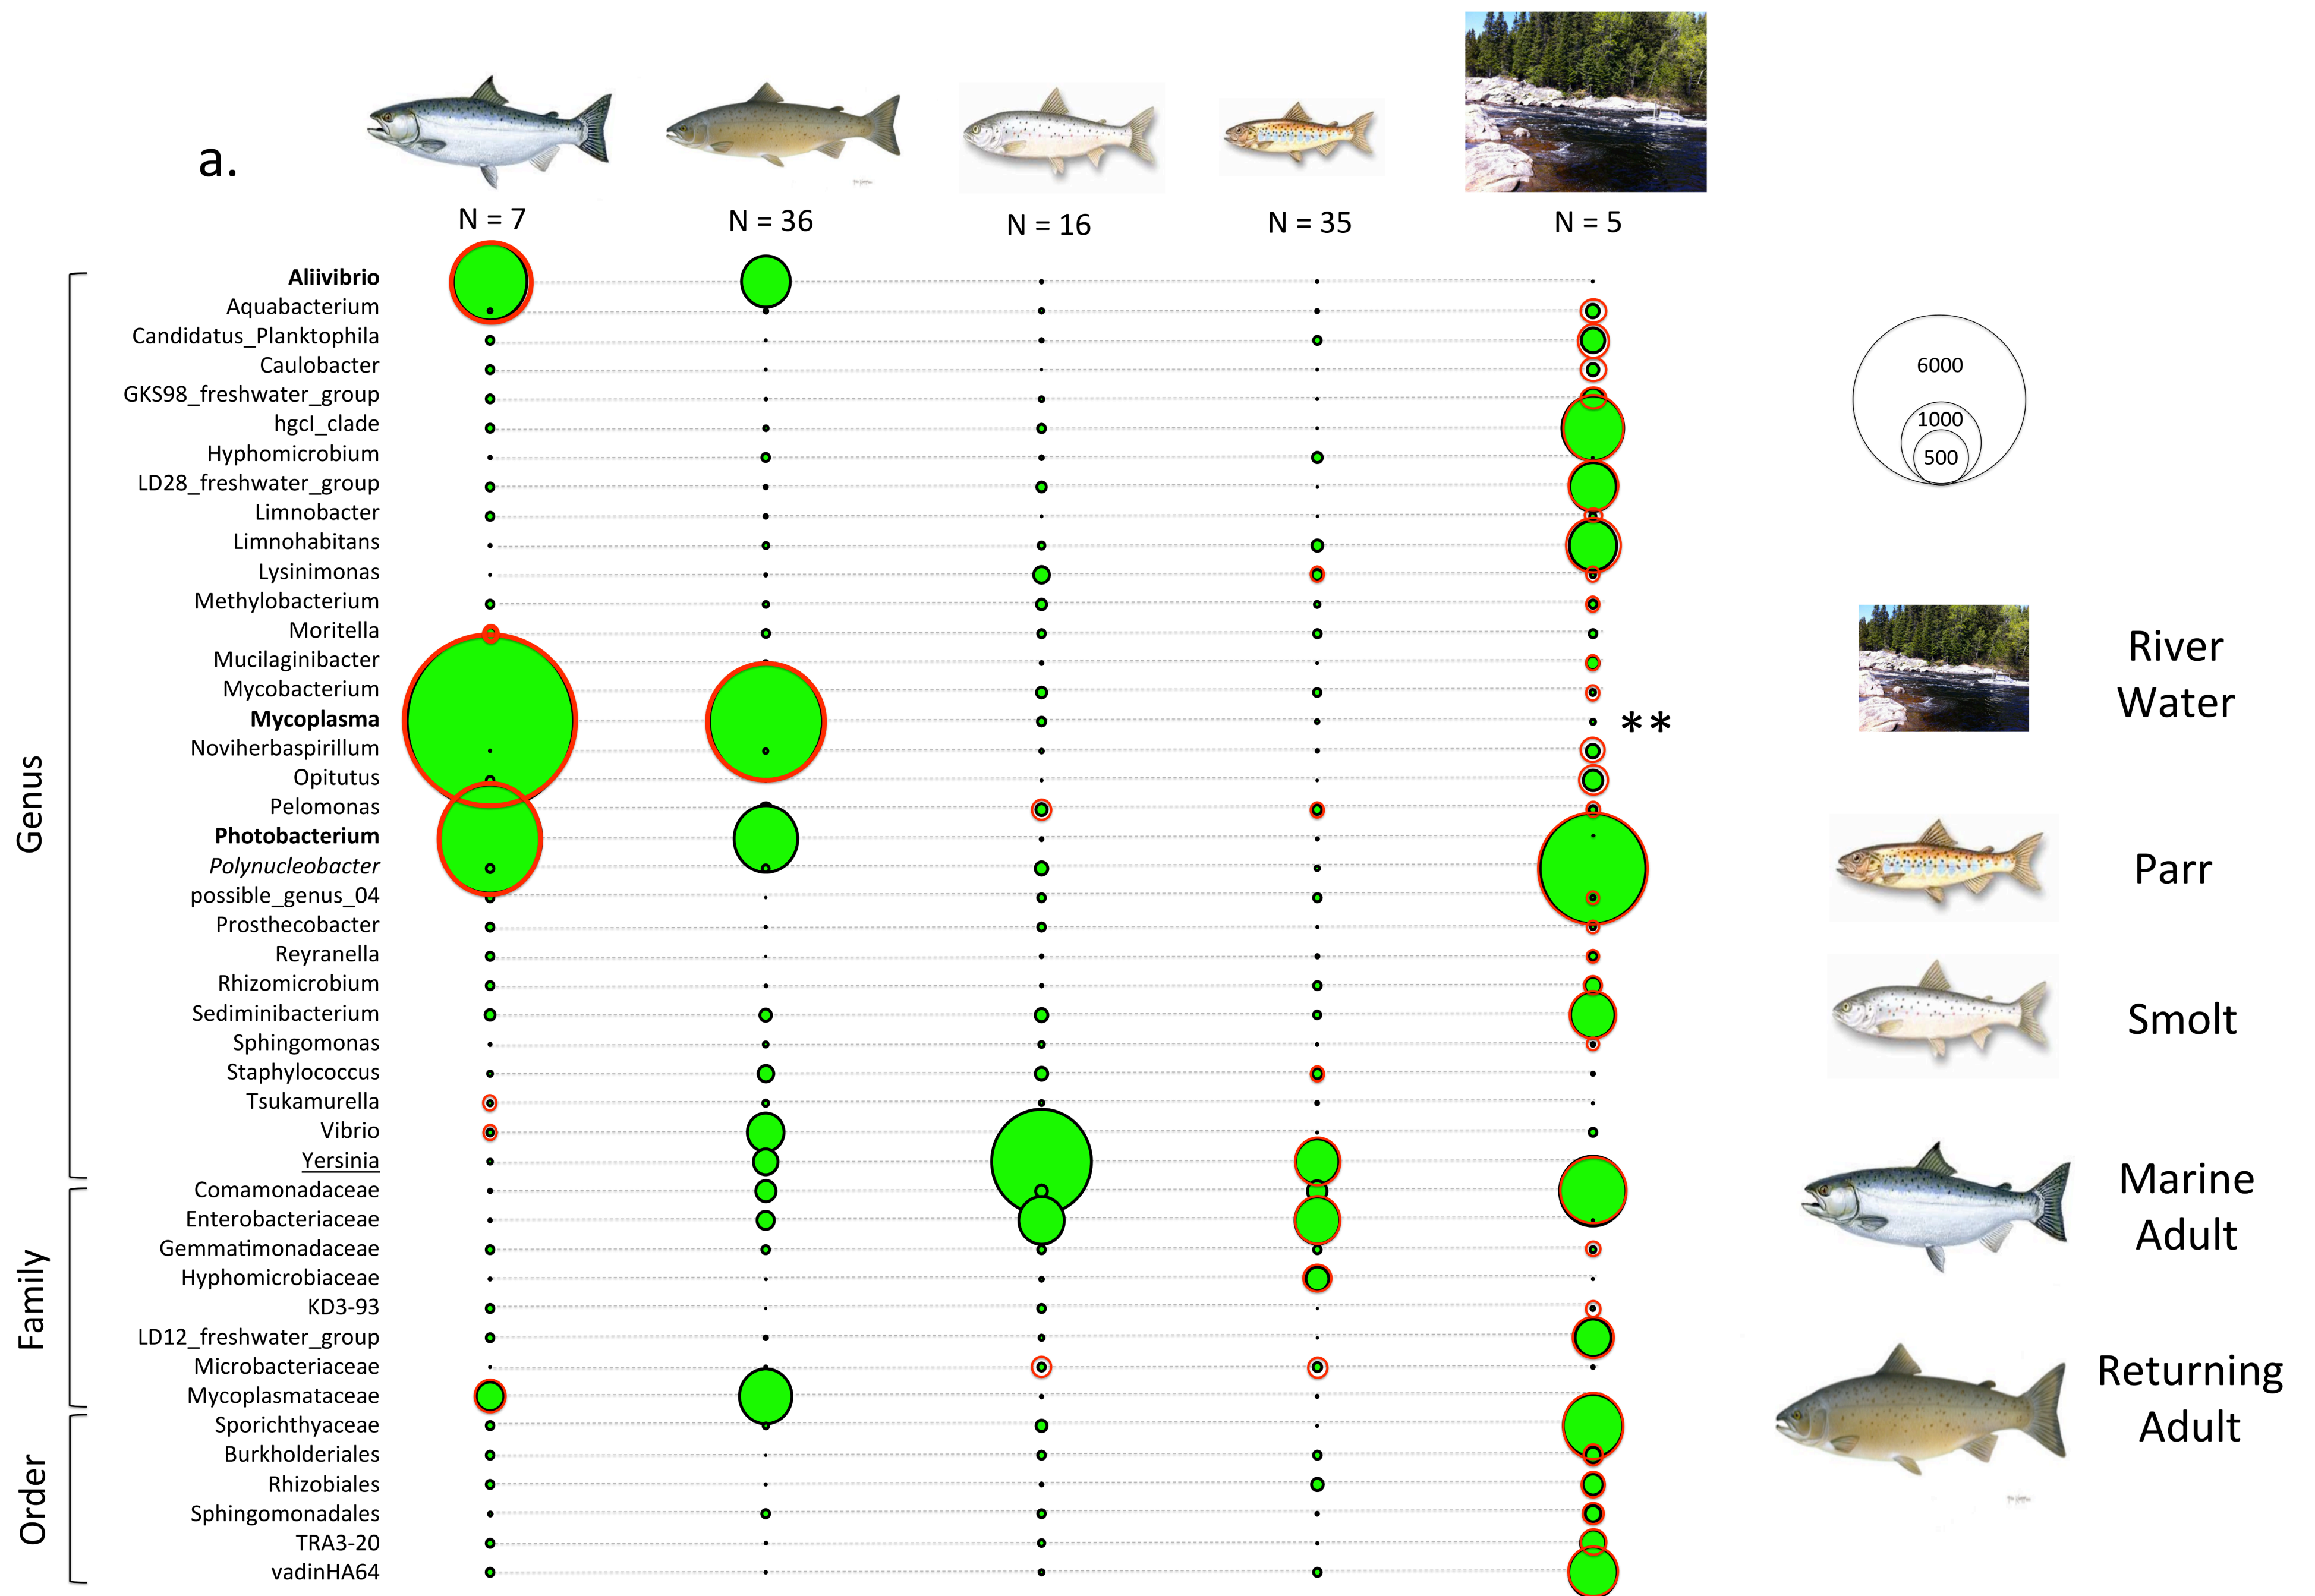 a.
N = 7
N = 36
N = 16
N = 35
N = 5
Genus
Aliivibrio
Aquabacterium
Candidatus_Planktophila
Caulobacter
GKS98_freshwater_group
hgcI_clade
Hyphomicrobium
LD28_freshwater_group
Limnobacter
Limnohabitans
Lysinimonas
Methylobacterium
Moritella
Mucilaginibacter
Mycobacterium
Mycoplasma
**
Noviherbaspirillum
Opitutus
Pelomonas
Photobacterium
Polynucleobacter
possible_genus_04
Prosthecobacter
Reyranella
Rhizomicrobium
Sediminibacterium
Sphingomonas
Staphylococcus
Tsukamurella
Vibrio
Yersinia
Family
Comamonadaceae
Enterobacteriaceae
Gemmatimonadaceae
Hyphomicrobiaceae
KD3-93
LD12_freshwater_group
Microbacteriaceae
Mycoplasmataceae
Order
Sporichthyaceae
Burkholderiales
Rhizobiales
Sphingomonadales
TRA3-20
vadinHA64
6000
1000
500
River
Water
Parr
Smolt
Marine
Adult
Returning
Adult